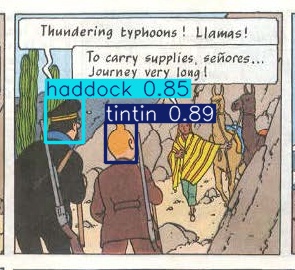 Thundering typhoons! Llamas!
To carry supplies, señores...
Journey very long!
haddock 0.85
tintin 0.89